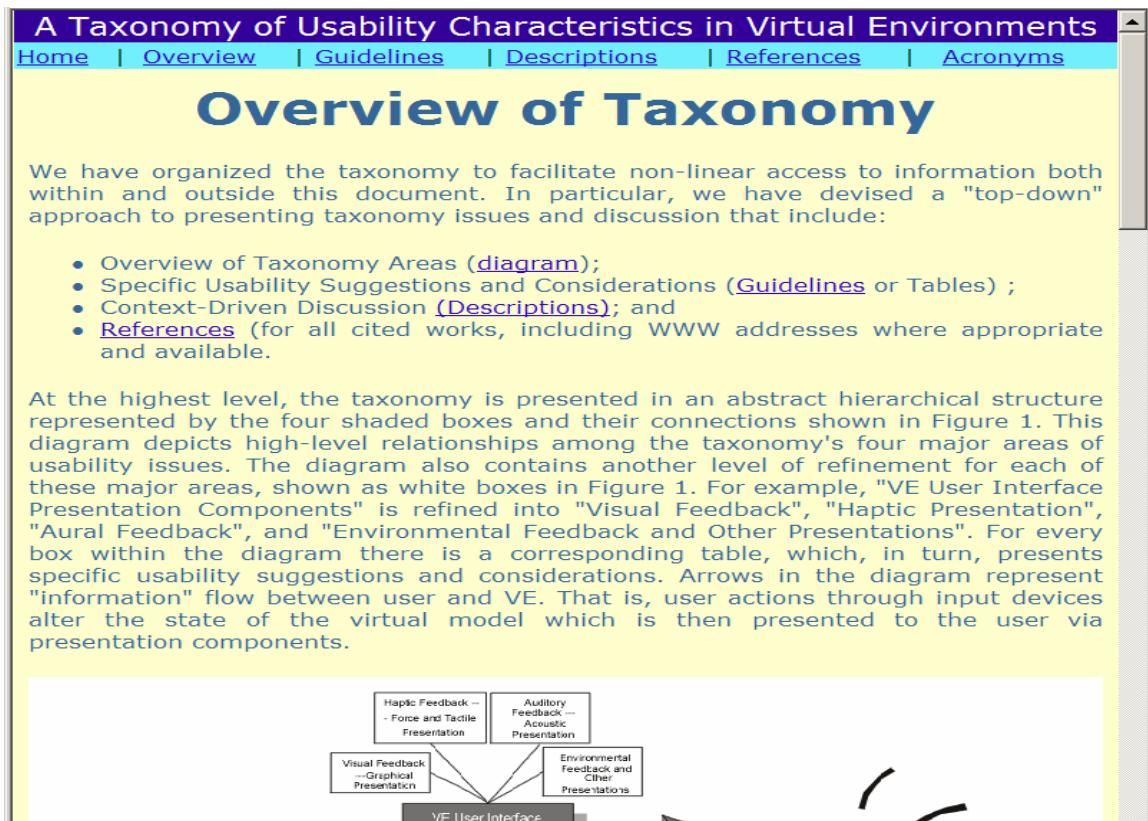 A Taxonomy of Usability Characteristics in Virtual Environments
Home | Overview | Guidelines | Descriptions | References | Acronyms
Overview of Taxonomy
We have organized the taxonomy to facilitate non-linear access to information both
within and outside this document. In particular, we have devised a "top-down"
approach to presenting taxonomy issues and discussion that include:
• Overview of Taxonomy Areas (diagram);
• Specific Usability Suggestions and Considerations (Guidelines or Tables) ;
• Context-Driven Discussion (Descriptions); and
• References (for all cited works, including WWW addresses where appropriate
and available.
At the highest level, the taxonomy is presented in an abstract hierarchical structure
represented by the four shaded boxes and their connections shown in Figure 1. This
diagram depicts high-level relationships among the taxonomy's four major areas of
usability issues. The diagram also contains another level of refinement for each of
these major areas, shown as white boxes in Figure 1. For example, "VE User Interface
Presentation Components" is refined into "Visual Feedback", "Haptic Presentation",
"Aural Feedback", and "Environmental Feedback and Other Presentations". For every
box within the diagram there is a corresponding table, which, in turn, presents
specific usability suggestions and considerations. Arrows in the diagram represent
"information" flow between user and VE. That is, user actions through input devices
alter the state of the virtual model which is then presented to the user via
presentation components.
Haptic Feedback --
- Force and Tactile
Presentation
Auditory
Feedback ---
Acoustic
Presentation
Visual Feedback
---Graphical
Presentation
Environmental
Feedback and
Other
Presentations
VE User Interface